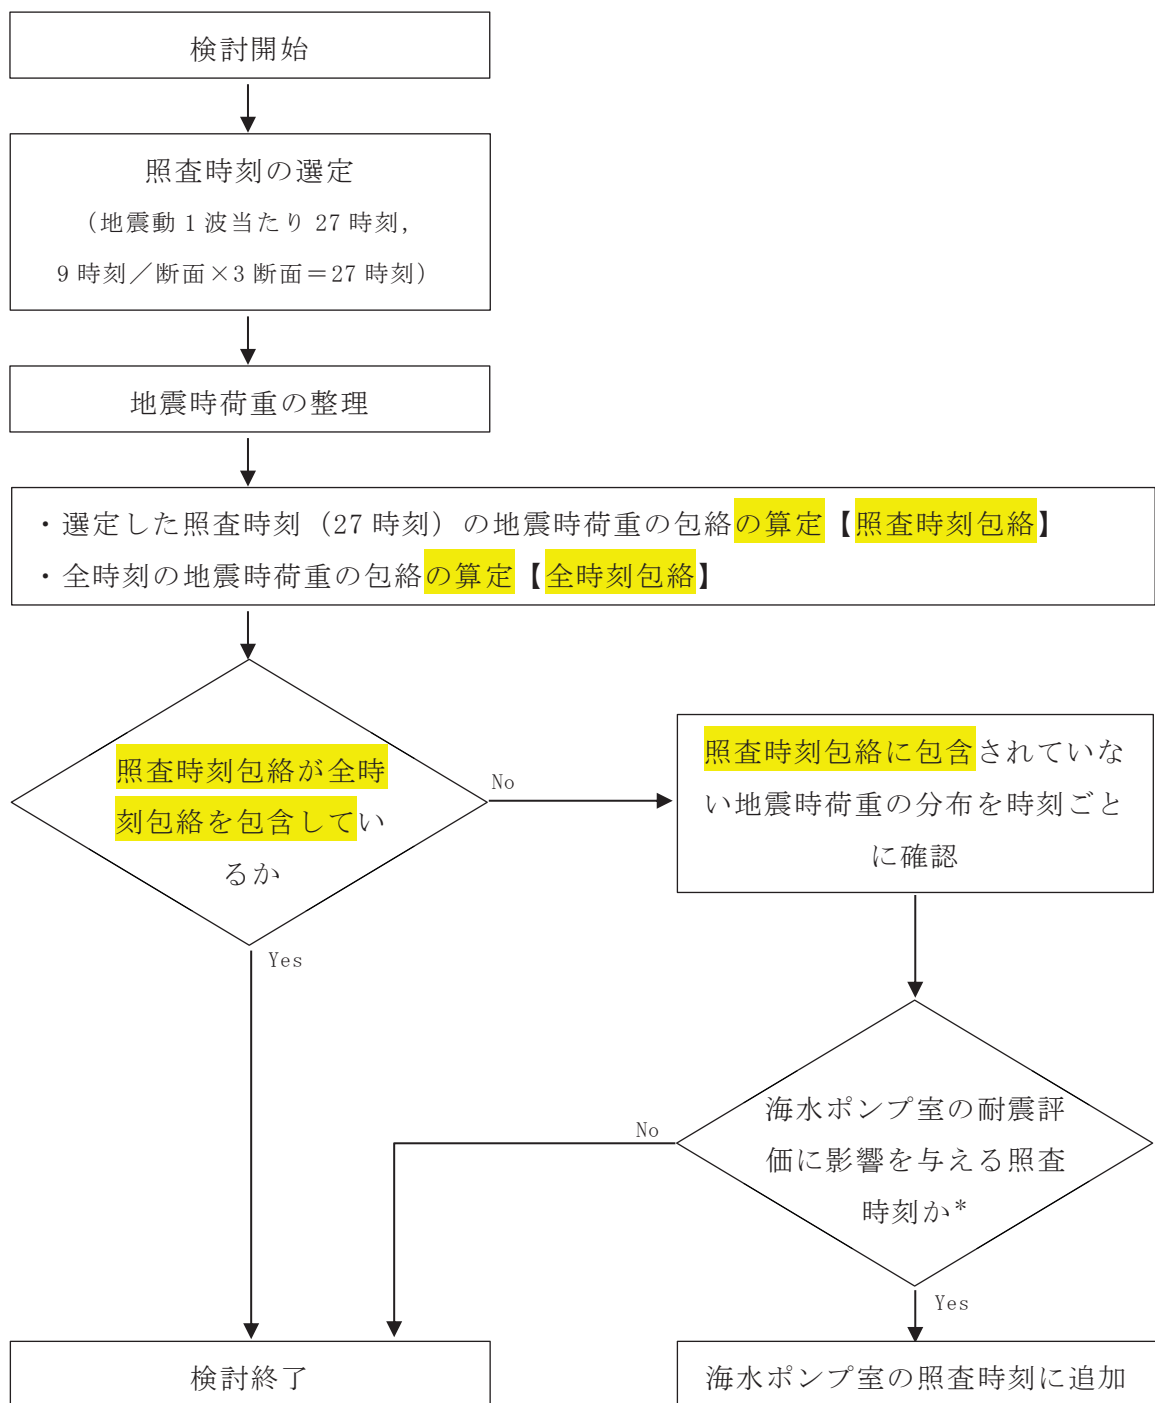 検討開始
照査時刻の選定
（地震動 1 波当たり 27 時刻，
9 時刻／断面×3 断面＝27 時刻）
地震時荷重の整理
・選定した照査時刻（27 時刻）の地震時荷重の包絡の算定【照査時刻包絡】
・全時刻の地震時荷重の包絡の算定【全時刻包絡】
照査時刻包絡が全時
刻包絡を包含してい
るか
No
照査時刻包絡に包含されていな
い地震時荷重の分布を時刻ごと
に確認
Yes
海水ポンプ室の耐震評
価に影響を与える照査
時刻か*
No
Yes
検討終了
海水ポンプ室の照査時刻に追加